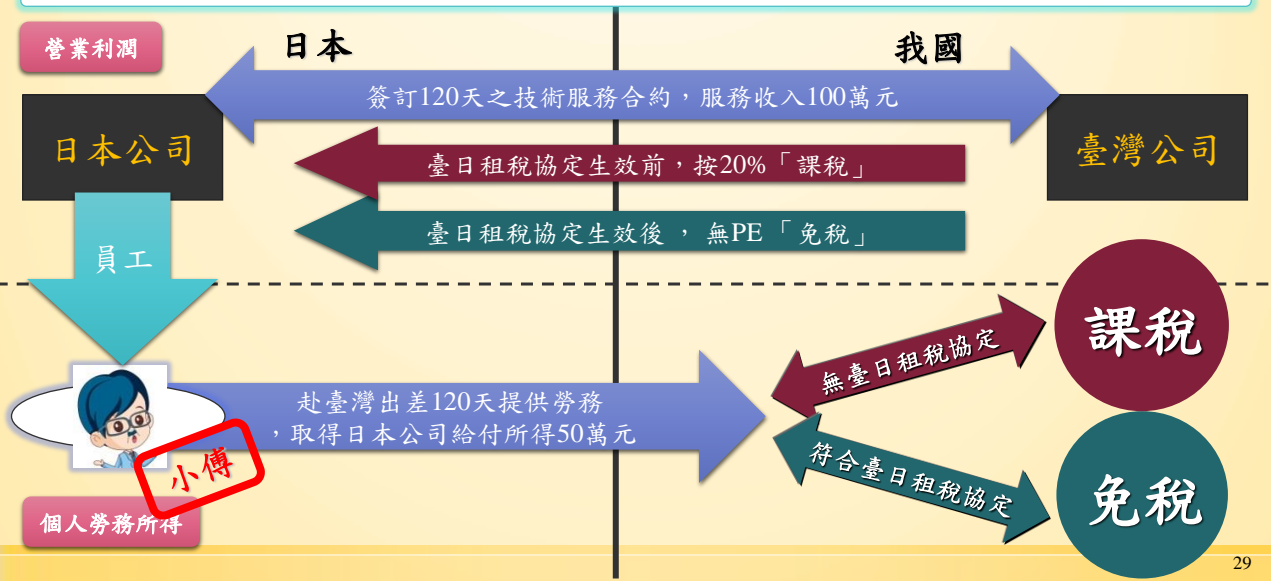 營業利潤
日本
我國
簽訂120天之技術服務合約，服務收入100萬元
日本公司
臺灣公司
臺日租稅協定生效前，按20%「課稅」
臺日租稅協定生效後 ， 無PE「免稅」
員工
課稅
無臺日租稅協定
赴臺灣出差120天提供勞務
，取得日本公司給付所得50萬元
符合臺日租稅協定
小傅
免稅
個人勞務所得
29